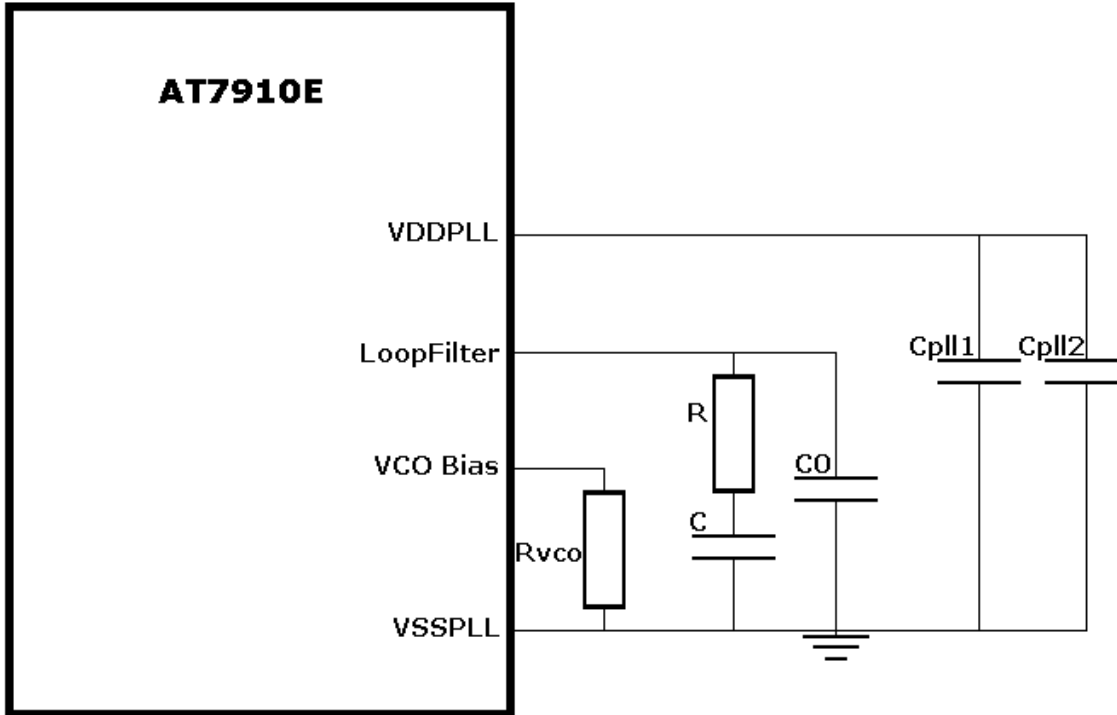 AT7910E
VDDPLL
LoopFilter
Cpll1 Cpll2
R
VCO Bias
C0
C
Rvco
VSSPLL